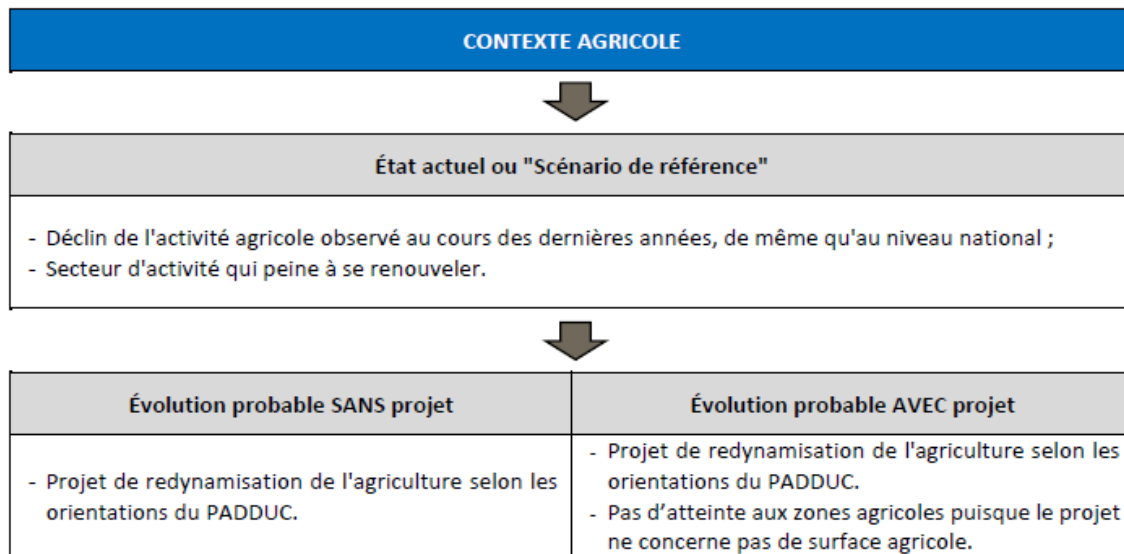 CONTEXTE AGRICOLE
État actuel ou "Scénario de référence"
- Déclin de l'activité agricole observé au cours des dernières années, de même qu'au niveau national ;
- Secteur d'activité qui peine à se renouveler.
Évolution probable SANS projet
- Projet de redynamisation de l'agriculture selon les
orientations du PADDUC.
Évolution probable AVEC projet
- Projet de redynamisation de l'agriculture selon les
orientations du PADDUC.
- Pas d’atteinte aux zones agricoles puisque le projet
ne concerne pas de surface agricole.